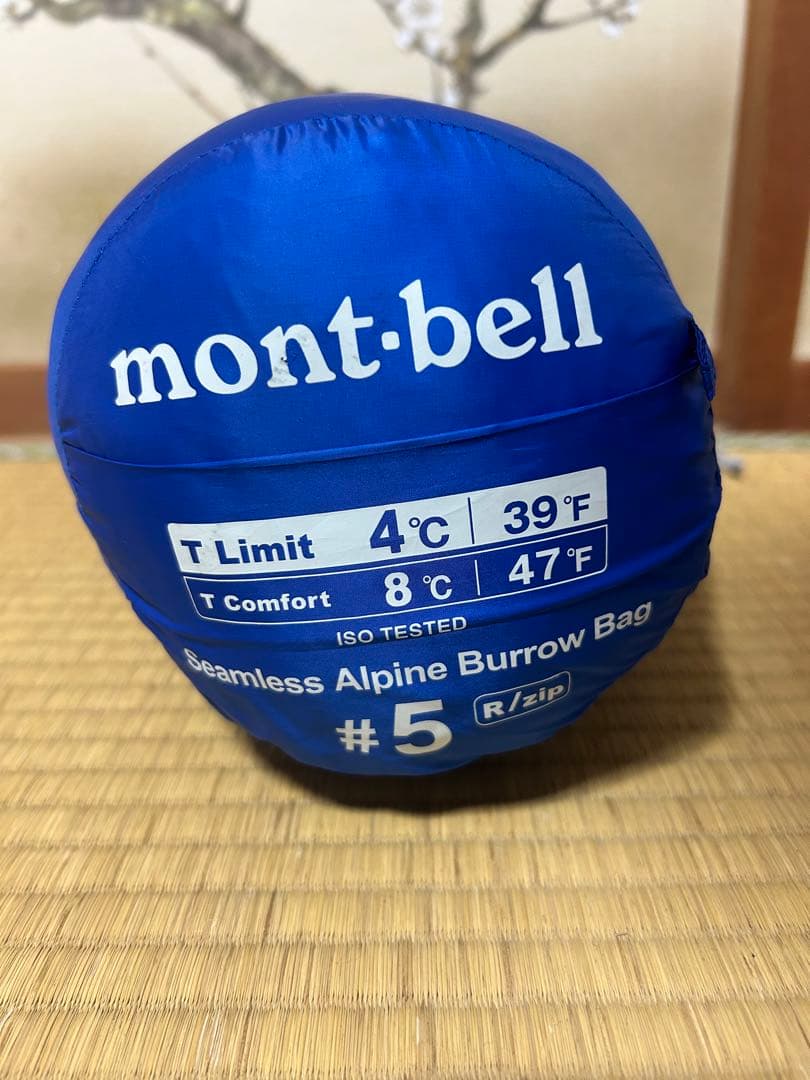 mont·bell
T Limit 4℃ | 39℉
T Comfort 8℃ | 47℉
ISO TESTED
Seamless Alpine Burrow Bag
#5 R/zip